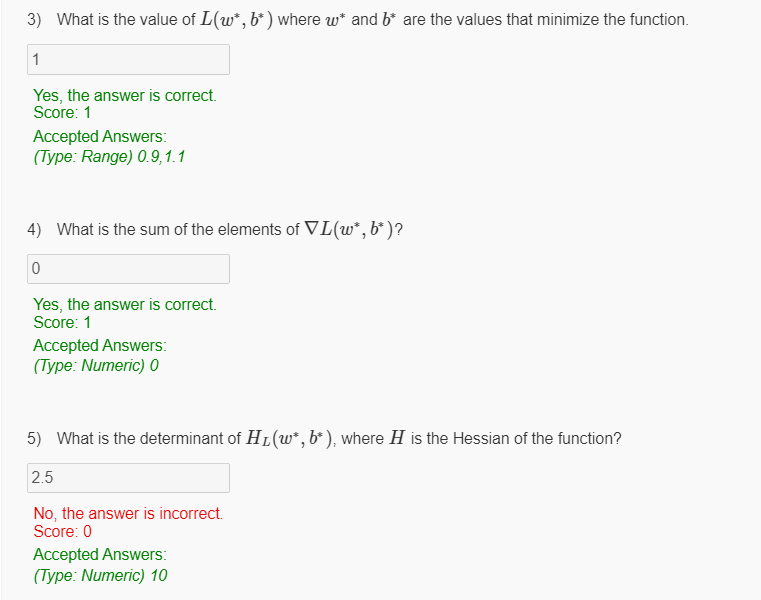 3) What is the value of L(w*, b*) where w* and b* are the values that minimize the function.
1
Yes, the answer is correct.
Score: 1
Accepted Answers:
(Type: Range) 0.9,1.1
4) What is the sum of the elements of ∇L(w*, b*)?
0
Yes, the answer is correct.
Score: 1
Accepted Answers:
(Type: Numeric) 0
5) What is the determinant of H_L(w*, b*), where H is the Hessian of the function?
2.5
No, the answer is incorrect.
Score: 0
Accepted Answers:
(Type: Numeric) 10